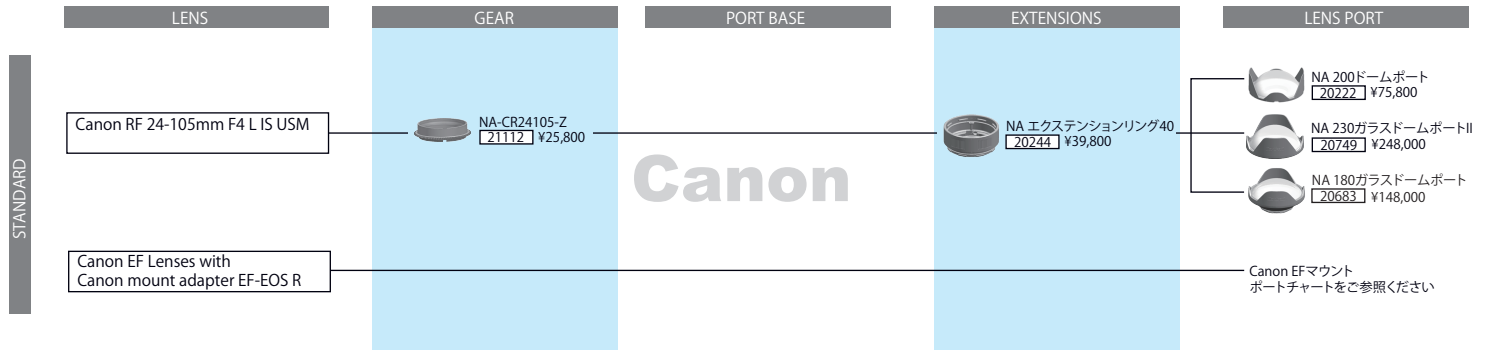 LENS
GEAR
PORT BASE
EXTENSIONS
LENS PORT
STANDARD
Canon RF 24-105mm F4 L IS USM
NA-CR24105-Z
21112 ¥25,800
NA エクステンションリング40
20244 ¥39,800
NA 200ドームポート
20222 ¥75,800
NA 230ガラスドームポートII
20749 ¥248,000
NA 180ガラスドームポート
20683 ¥148,000
Canon
Canon EF Lenses with
Canon mount adapter EF-EOS R
Canon EFマウント
ポートチャートをご参照ください